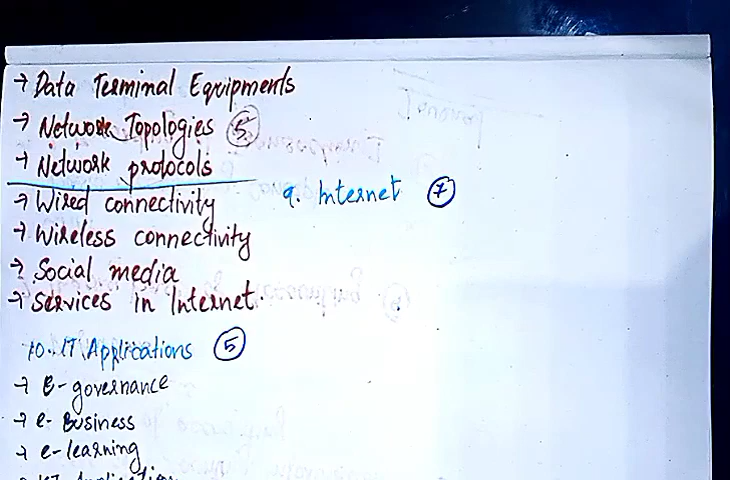 → Data Terminal Equipments
→ Network Topologies (5)
→ Network protocols
9. Internet (7)
→ Wired connectivity
→ Wireless connectivity
→ Social media
→ Services in Internet.
10. IT Applications (5)
→ E-governance
→ e-Business
→ e-learning